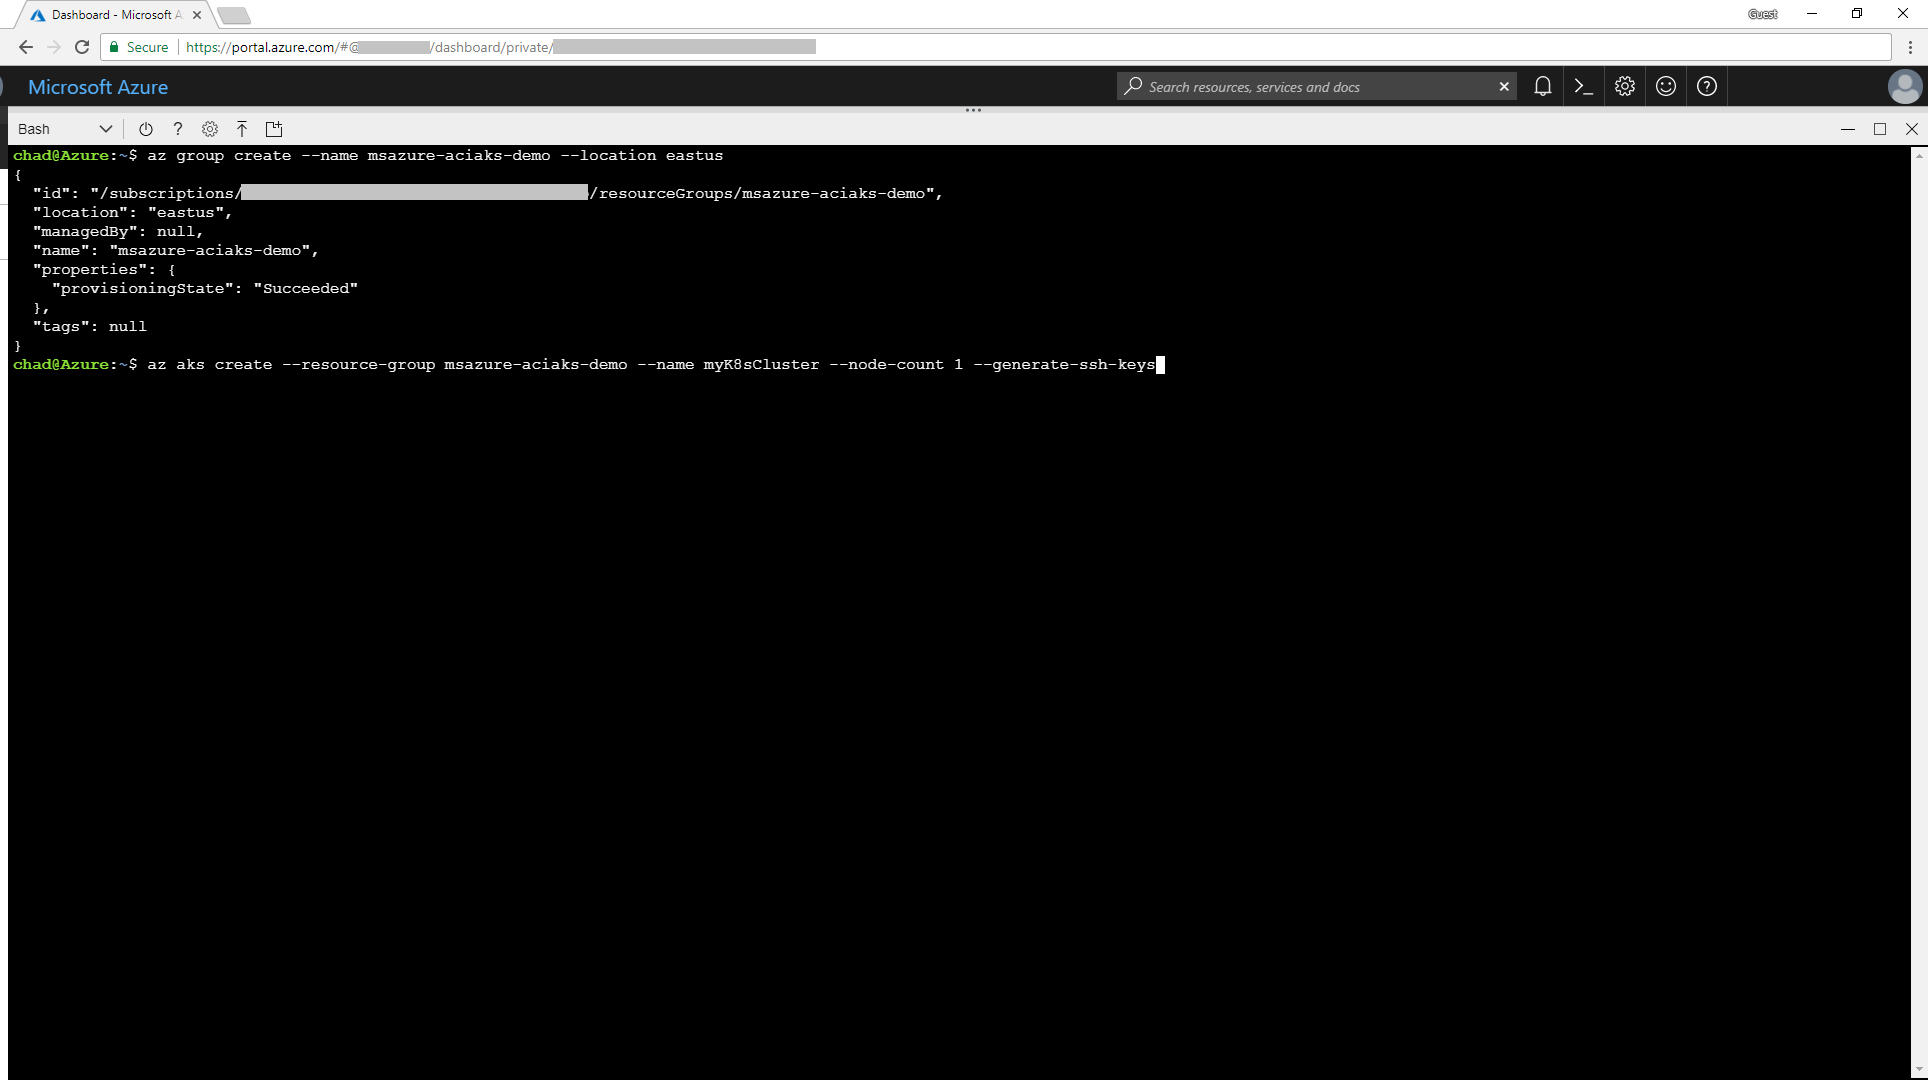 Dashboard - Microsoft A
Guest
Secure
https://portal.azure.com/#@ /dashboard/private/
Microsoft Azure
Search resources, services and docs
Bash
chad@Azure:~$ az group create --name msazure-aciaks-demo --location eastus
{
"id": "/subscriptions/ /resourceGroups/msazure-aciaks-demo",
"location": "eastus",
"managedBy": null,
"name": "msazure-aciaks-demo",
"properties": {
"provisioningState": "Succeeded"
},
"tags": null
}
chad@Azure:~$ az aks create --resource-group msazure-aciaks-demo --name myK8sCluster --node-count 1 --generate-ssh-keys